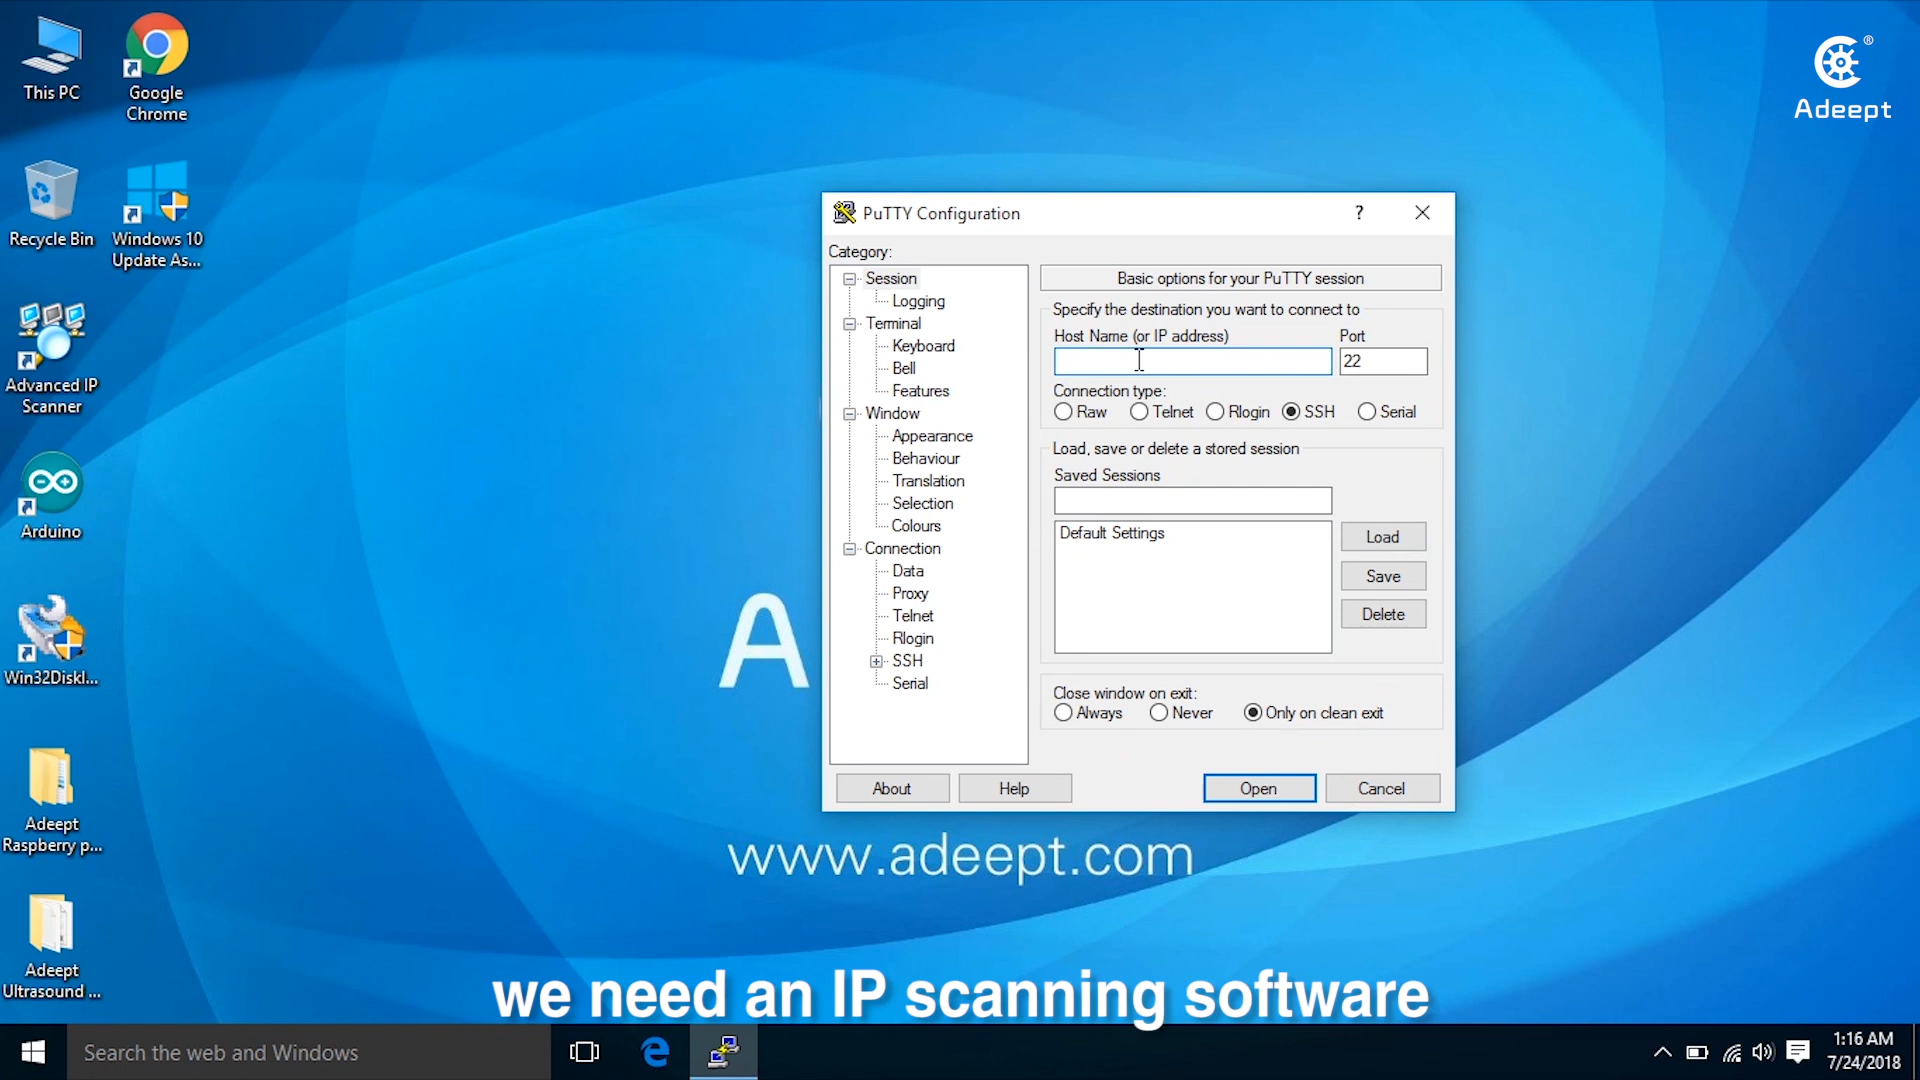 This PC
Google
Chrome
Recycle Bin
Windows 10
Update As...
Advanced IP
Scanner
Arduino
Win32DiskI...
Adeept
Raspberry p...
Adeept
Ultrasound ...
®
Adeept
PuTTY Configuration
?
Category:
Session
Logging
Terminal
Keyboard
Bell
Features
Window
Appearance
Behaviour
Translation
Selection
Colours
Connection
Data
Proxy
Telnet
Rlogin
SSH
Serial
Basic options for your PuTTY session
Specify the destination you want to connect to
Host Name (or IP address)
Port
22
Connection type:
Raw Telnet Rlogin SSH Serial
Load, save or delete a stored session
Saved Sessions
Default Settings
Load
Save
Delete
Close window on exit:
Always Never Only on clean exit
About
Help
Open
Cancel
A
www.adeept.com
we need an IP scanning software
Search the web and Windows
1:16 AM
7/24/2018